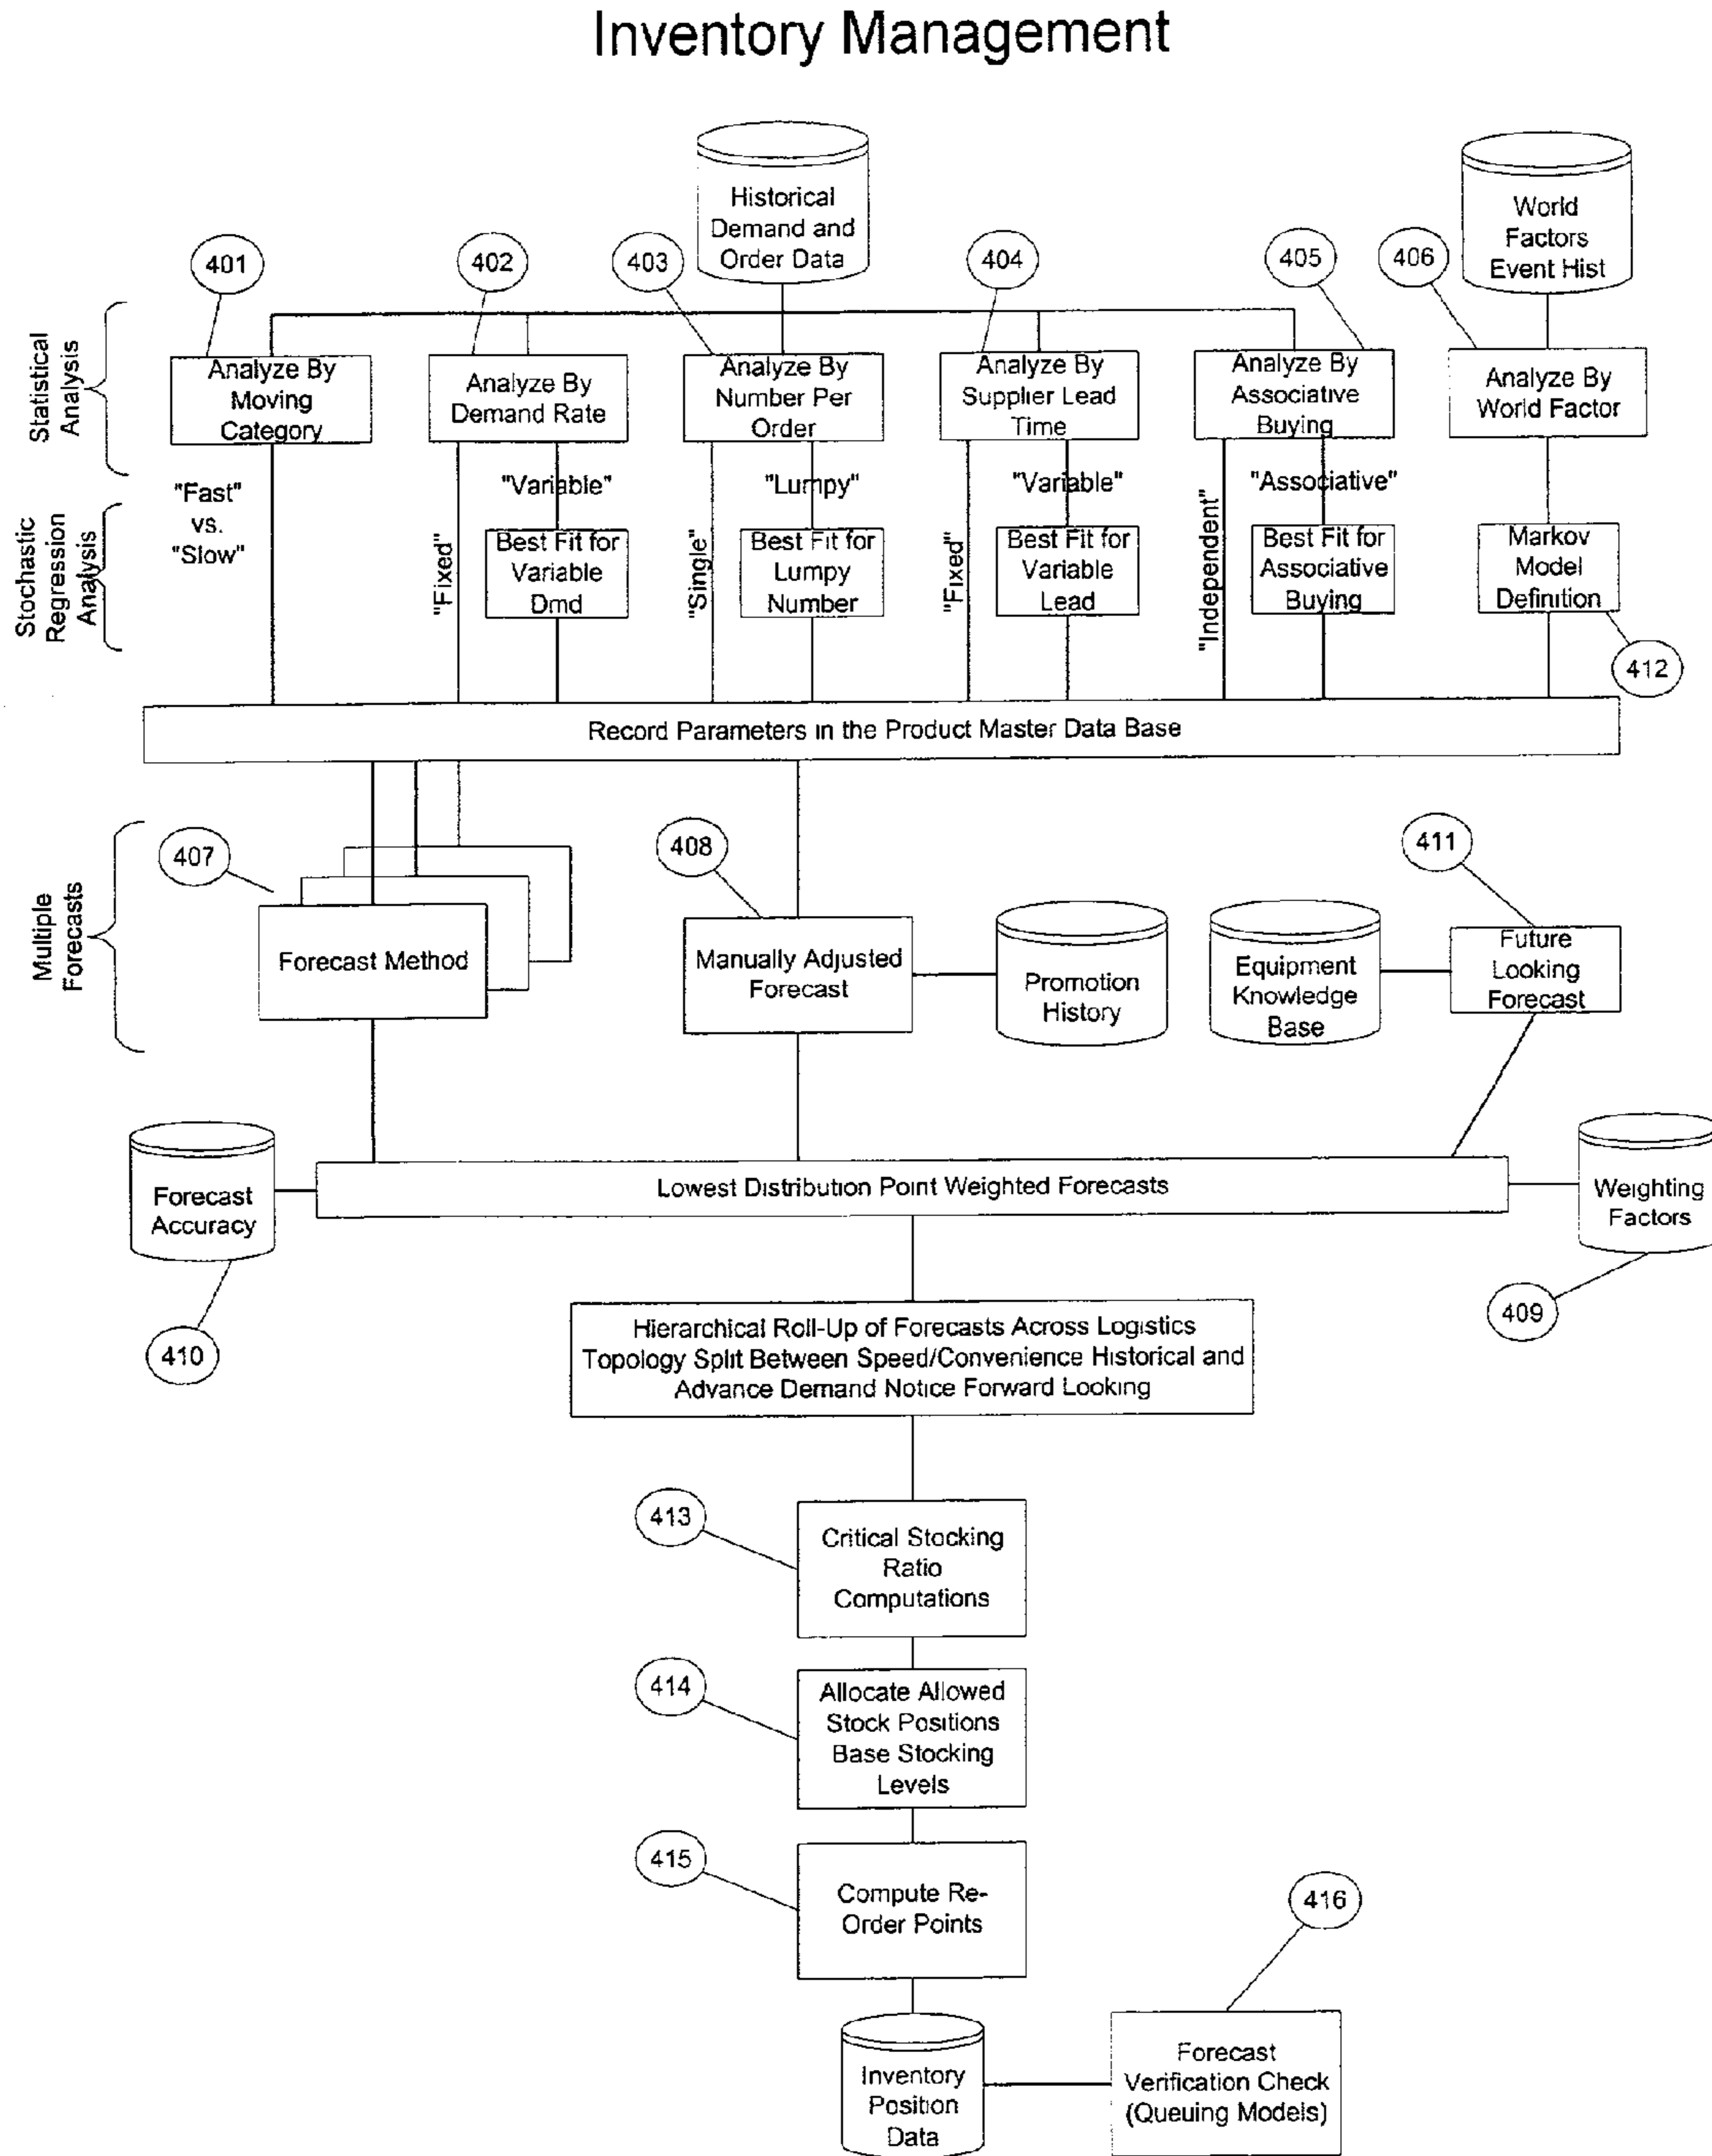 Inventory Management
Historical
Demand and
Order Data
World
Factors
Event Hist
401
402
403
404
405
406
Statistical
Analysis
Analyze By
Moving
Category
Analyze By
Demand Rate
Analyze By
Number Per
Order
Analyze By
Supplier Lead
Time
Analyze By
Associative
Buying
Analyze By
World Factor
Stochastic
Regression
Analysis
"Fast"
vs.
"Slow"
"Fixed"
"Variable"
Best Fit for
Variable
Dmd
"Single"
"Lumpy"
Best Fit for
Lumpy
Number
"Fixed"
"Variable"
Best Fit for
Variable
Lead
"Independent"
"Associative"
Best Fit for
Associative
Buying
Markov
Model
Definition
412
Record Parameters in the Product Master Data Base
Multiple
Forecasts
407
Forecast Method
408
Manually Adjusted
Forecast
Promotion
History
Equipment
Knowledge
Base
411
Future
Looking
Forecast
Forecast
Accuracy
410
Lowest Distribution Point Weighted Forecasts
Weighting
Factors
409
Hierarchical Roll-Up of Forecasts Across Logistics
Topology Split Between Speed/Convenience Historical and
Advance Demand Notice Forward Looking
413
Critical Stocking
Ratio
Computations
414
Allocate Allowed
Stock Positions
Base Stocking
Levels
415
Compute Re-
Order Points
416
Inventory
Position
Data
Forecast
Verification Check
(Queuing Models)